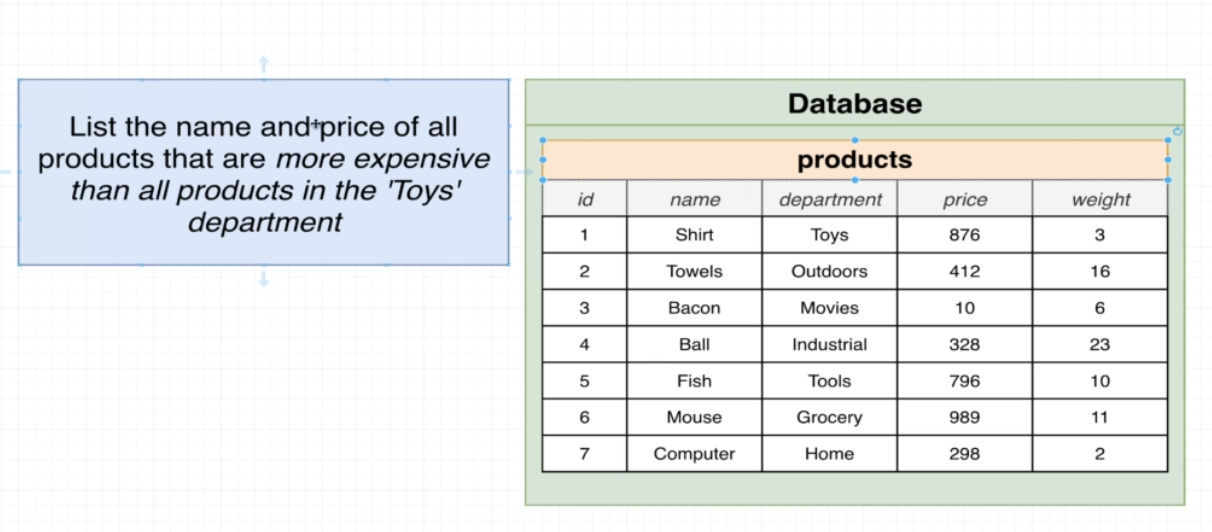 List the name and price of all
products that are more expensive
than all products in the 'Toys'
department
Database
products
id name department price weight
1 Shirt Toys 876 3
2 Towels Outdoors 412 16
3 Bacon Movies 10 6
4 Ball Industrial 328 23
5 Fish Tools 796 10
6 Mouse Grocery 989 11
7 Computer Home 298 2